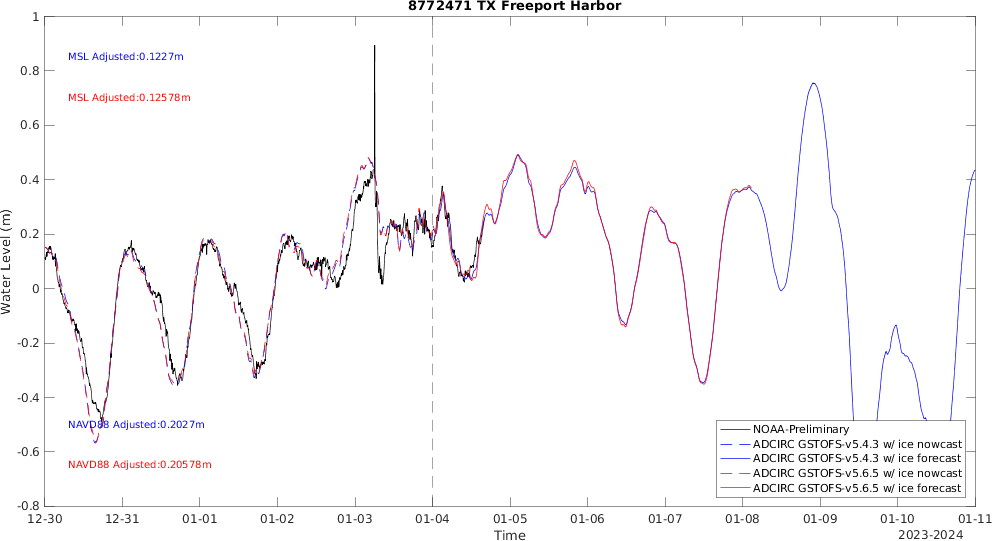 8772471 TX Freeport Harbor
MSL Adjusted:0.1227m
MSL Adjusted:0.12578m
NAVD88 Adjusted:0.2027m
NAVD88 Adjusted:0.20578m
Water Level (m)
1
0.8
0.6
0.4
0.2
0
-0.2
-0.4
-0.6
-0.8
NOAA-Preliminary
ADCIRC GSTOFS-v5.4.3 w/ ice nowcast
ADCIRC GSTOFS-v5.4.3 w/ ice forecast
ADCIRC GSTOFS-v5.6.5 w/ ice nowcast
ADCIRC GSTOFS-v5.6.5 w/ ice forecast
12-30 12-31 01-01 01-02 01-03 01-04 01-05 01-06 01-07 01-08 01-09 01-10 01-11
Time
2023-2024